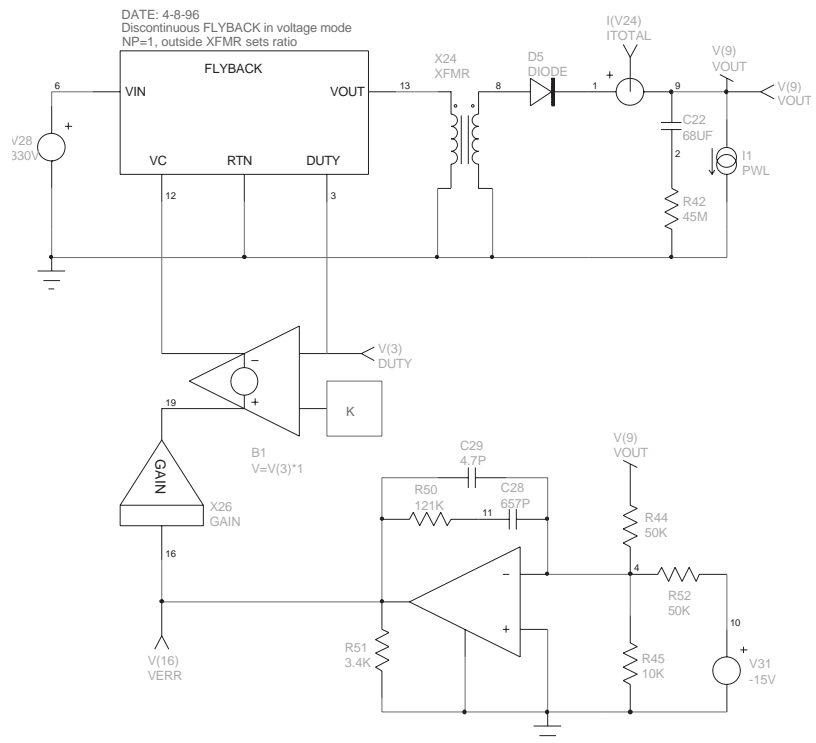 DATE: 4-8-96
Discontinuous FLYBACK in voltage mode
NP=1, outside XFMR sets ratio
I(V24)
ITOTAL
FLYBACK
X24
XFMR
D5
DIODE
V(9)
VOUT
6
VIN
VOUT
13
8
1
+
9
V(9)
VOUT
+
V28
330V
C22
68UF
2
I1
PWL
VC
RTN
DUTY
12
3
R42
45M
V(3)
DUTY
−
+
19
K
B1
V=V(3)*1
GAIN
X26
GAIN
16
C29
4.7P
R50
121K
11
C28
657P
V(9)
VOUT
R44
50K
−
4
R52
50K
10
+
R51
3.4K
R45
10K
+
V31
-15V
V(16)
VERR